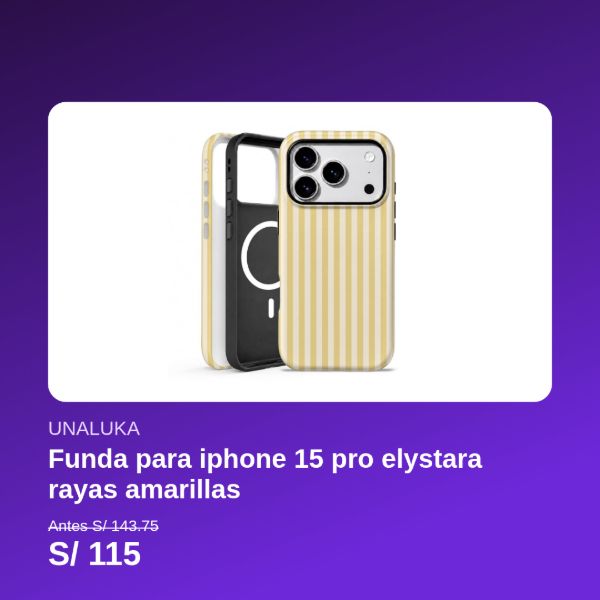 UNALUKA
Funda para iphone 15 pro elystara
rayas amarillas
Antes S/ 143.75
S/ 115